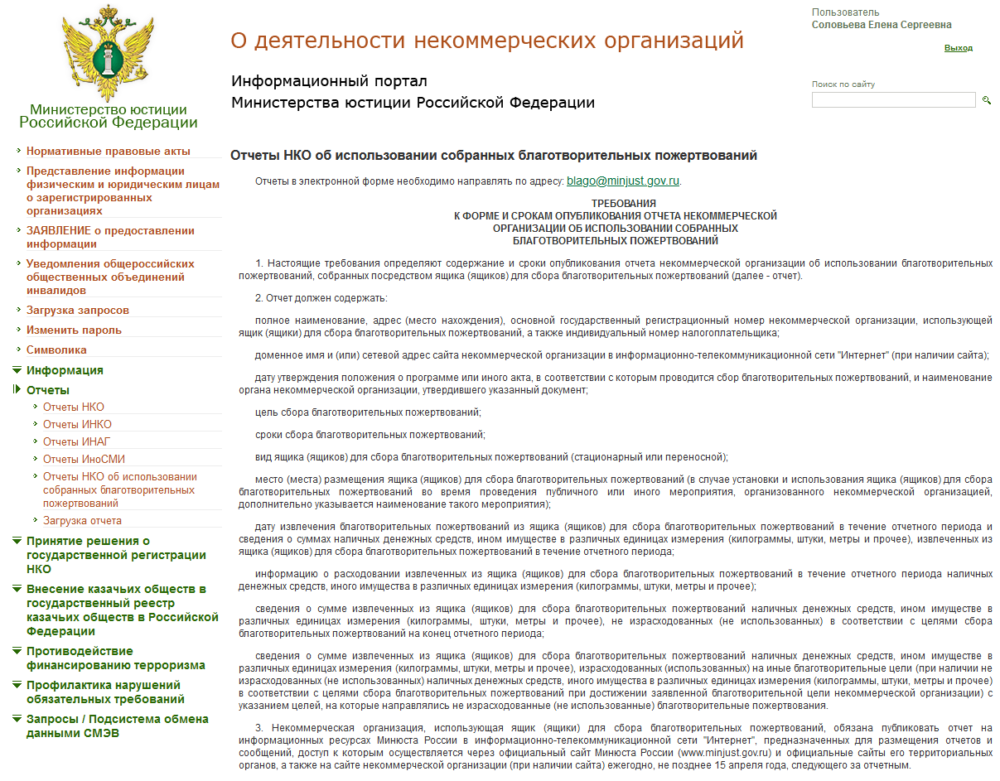 Министерство юстиции
Российской Федерации
О деятельности некоммерческих организаций
Информационный портал
Министерства юстиции Российской Федерации
Пользователь
Соловьева Елена Сергеевна
Выход
Поиск по сайту
Нормативные правовые акты
Представление информации
физическим и юридическим лицам
о зарегистрированных
организациях
ЗАЯВЛЕНИЕ о предоставлении
информации
Уведомления общероссийских
общественных объединений
инвалидов
Загрузка запросов
Изменить пароль
Символика
Информация
Отчеты
Отчеты НКО
Отчеты ИНКО
Отчеты ИНАГ
Отчеты ИноСМИ
Отчеты НКО об использовании
собранных благотворительных
пожертвований
Загрузка отчета
Принятие решения о
государственной регистрации
НКО
Внесение казачьих обществ в
государственный реестр
казачьих обществ в Российской
Федерации
Противодействие
финансированию терроризма
Профилактика нарушений
обязательных требований
Запросы / Подсистема обмена
данными СМЭВ
Отчеты НКО об использовании собранных благотворительных пожертвований
Отчеты в электронной форме необходимо направлять по адресу: blago@minjust.gov.ru.
ТРЕБОВАНИЯ
К ФОРМЕ И СРОКАМ ОПУБЛИКОВАНИЯ ОТЧЕТА НЕКОММЕРЧЕСКОЙ
ОРГАНИЗАЦИИ ОБ ИСПОЛЬЗОВАНИИ СОБРАННЫХ
БЛАГОТВОРИТЕЛЬНЫХ ПОЖЕРТВОВАНИЙ
1. Настоящие требования определяют содержание и сроки опубликования отчета некоммерческой организации об использовании благотворительных
пожертвований, собранных посредством ящика (ящиков) для сбора благотворительных пожертвований (далее - отчет).
2. Отчет должен содержать:
полное наименование, адрес (место нахождения), основной государственный регистрационный номер некоммерческой организации, использующей
ящик (ящики) для сбора благотворительных пожертвований, а также индивидуальный номер налогоплательщика;
доменное имя и (или) сетевой адрес сайта некоммерческой организации в информационно-телекоммуникационной сети "Интернет" (при наличии сайта);
дату утверждения положения о программе или иного акта, в соответствии с которым проводится сбор благотворительных пожертвований, и наименование
органа некоммерческой организации, утвердившего указанный документ;
цель сбора благотворительных пожертвований;
сроки сбора благотворительных пожертвований;
вид ящика (ящиков) для сбора благотворительных пожертвований (стационарный или переносной);
место (места) размещения ящика (ящиков) для сбора благотворительных пожертвований (в случае установки и использования ящика (ящиков) для сбора
благотворительных пожертвований во время проведения публичного или иного мероприятия, организованного некоммерческой организацией,
дополнительно указывается наименование такого мероприятия);
дату извлечения благотворительных пожертвований из ящика (ящиков) для сбора благотворительных пожертвований в течение отчетного периода и
сведения о суммах наличных денежных средств, ином имуществе в различных единицах измерения (килограммы, штуки, метры и прочее), извлеченных из
ящика (ящиков) для сбора благотворительных пожертвований в течение отчетного периода;
информацию о расходовании извлеченных из ящика (ящиков) для сбора благотворительных пожертвований в течение отчетного периода наличных
денежных средств, иного имущества в различных единицах измерения (килограммы, штуки, метры и прочее);
сведения о сумме извлеченных из ящика (ящиков) для сбора благотворительных пожертвований наличных денежных средств, ином имуществе в
различных единицах измерения (килограммы, штуки, метры и прочее), не израсходованных (не использованных) в соответствии с целями сбора
благотворительных пожертвований на конец отчетного периода;
сведения о сумме извлеченных из ящика (ящиков) для сбора благотворительных пожертвований наличных денежных средств, ином имуществе в
различных единицах измерения (килограммы, штуки, метры и прочее), израсходованных (использованных) на иные благотворительные цели (при наличии не
израсходованных (не использованных) наличных денежных средств, иного имущества в различных единицах измерения (килограммы, штуки, метры и прочее)
в соответствии с целями сбора благотворительных пожертвований при достижении заявленной благотворительной цели некоммерческой организации) с
указанием целей, на которые направлялись не израсходованные (не использованные) благотворительные пожертвования.
3. Некоммерческая организация, использующая ящик (ящики) для сбора благотворительных пожертвований, обязана публиковать отчет на
информационных ресурсах Минюста России в информационно-телекоммуникационной сети "Интернет", предназначенных для размещения отчетов и
сообщений, доступ к которым осуществляется через официальный сайт Минюста России (www.minjust.gov.ru) и официальные сайты его территориальных
органов, а также на сайте некоммерческой организации (при наличии сайта) ежегодно, не позднее 15 апреля года, следующего за отчетным.